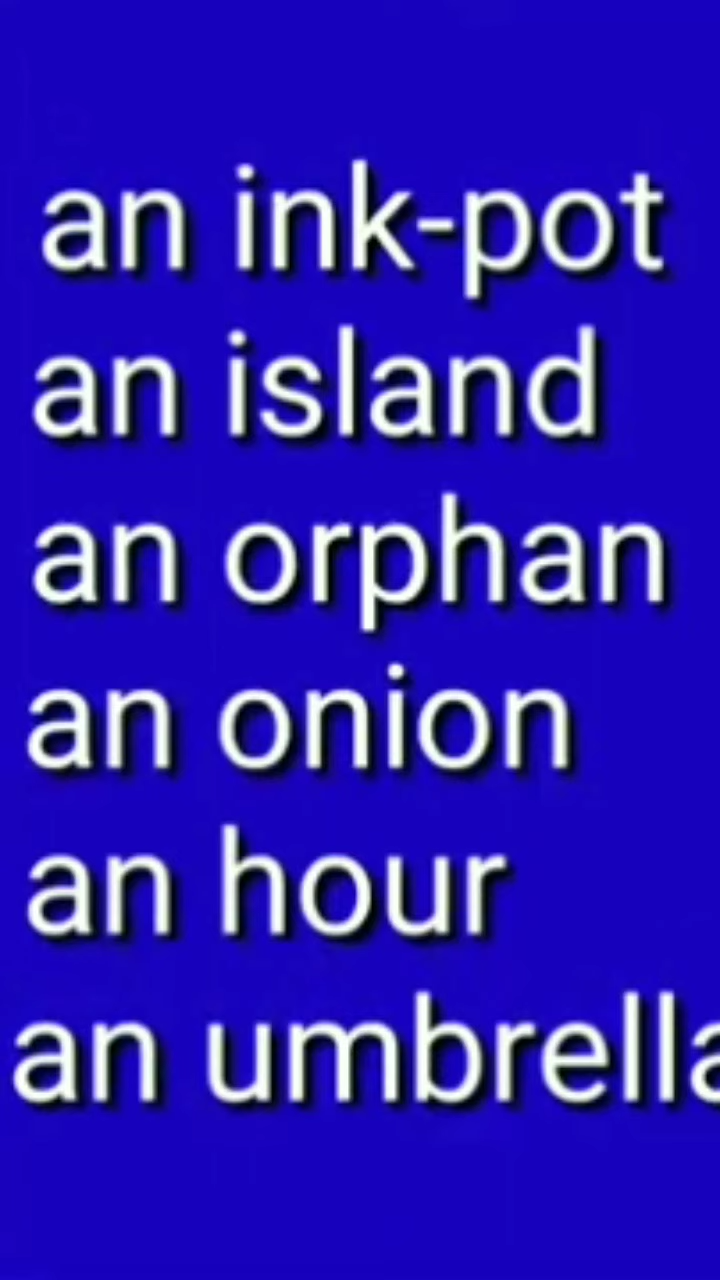 an ink-pot
an island
an orphan
an onion
an hour
an umbrella